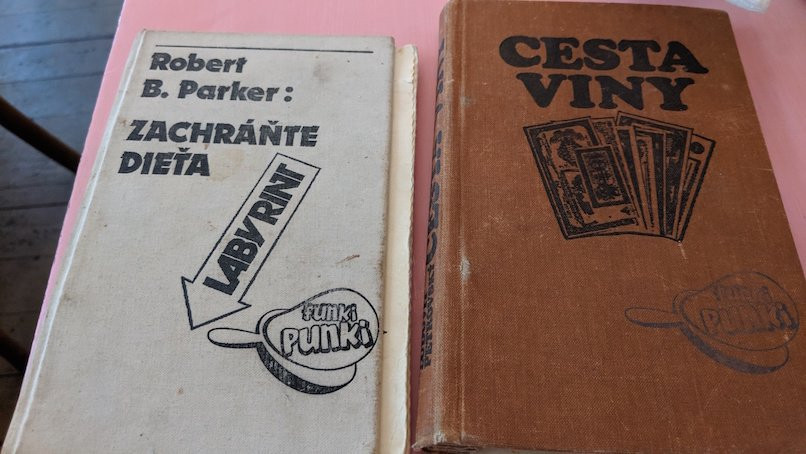 Robert
B. Parker:
ZACHRÁŇTE
DIEŤA
LABYRINT
funki
PUNKI
CESTA
VINY
funki
PUNKI